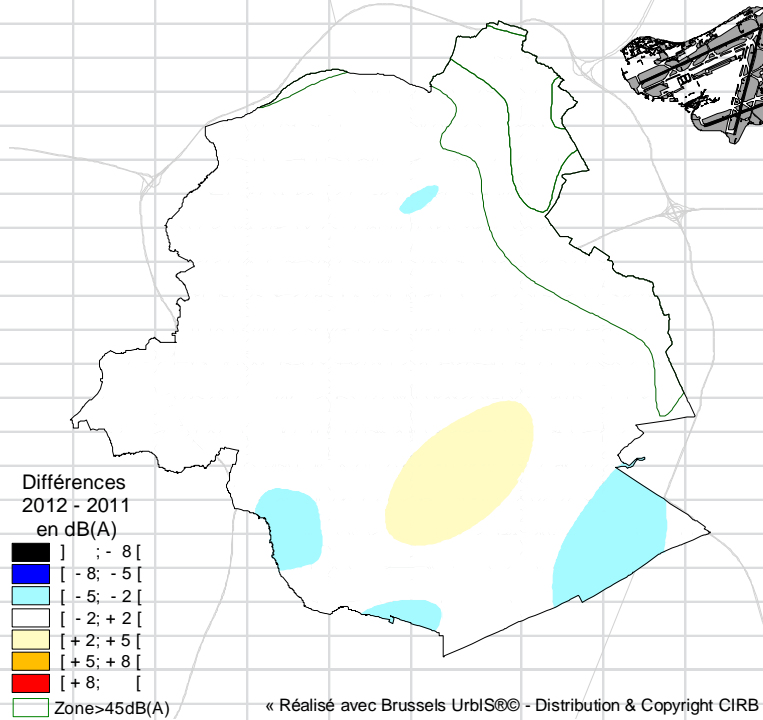 Différences
2012 - 2011
en dB(A)
] ; - 8 [
[ - 8; - 5 [
[ - 5; - 2 [
[ - 2; + 2 [
[ + 2; + 5 [
[ + 5; + 8 [
[ + 8; [
Zone>45dB(A)
« Réalisé avec Brussels UrbIS®© - Distribution & Copyright CIRB